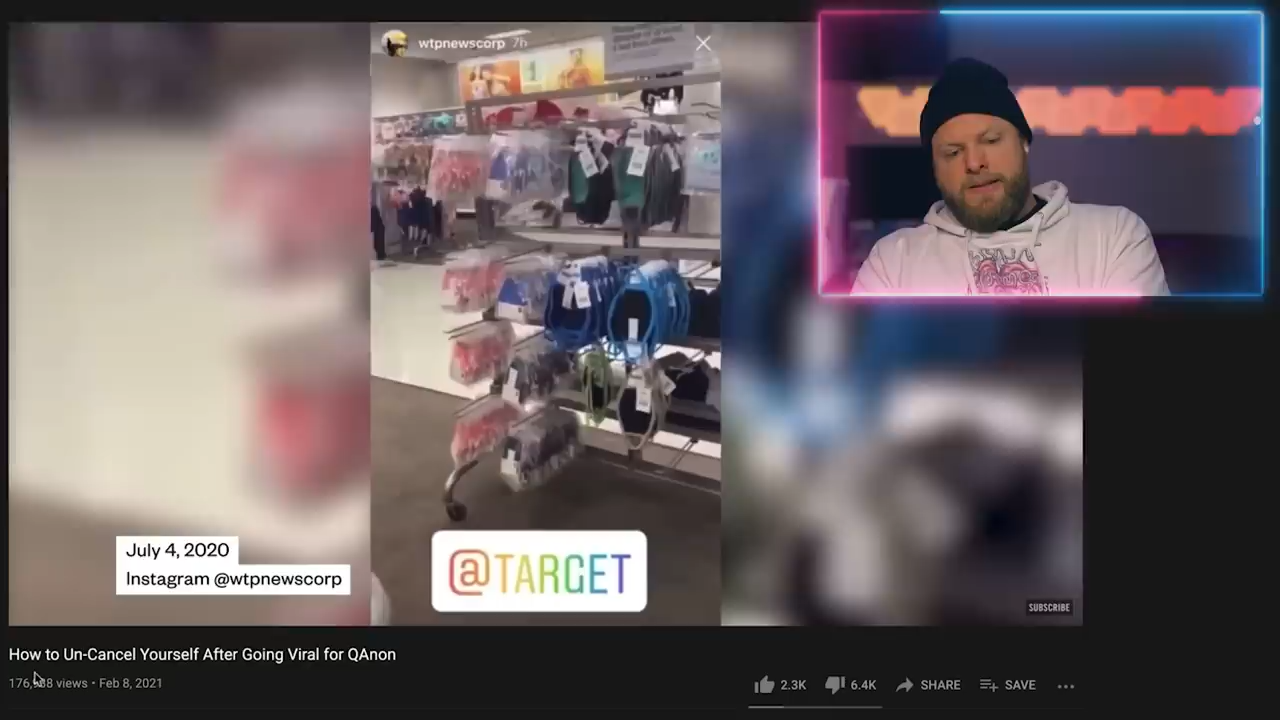 wtpnewscorp 7h
@TARGET
July 4, 2020
Instagram @wtpnewscorp
SUBSCRIBE
How to Un-Cancel Yourself After Going Viral for QAnon
views • Feb 8, 2021
2.3K 6.4K SHARE SAVE